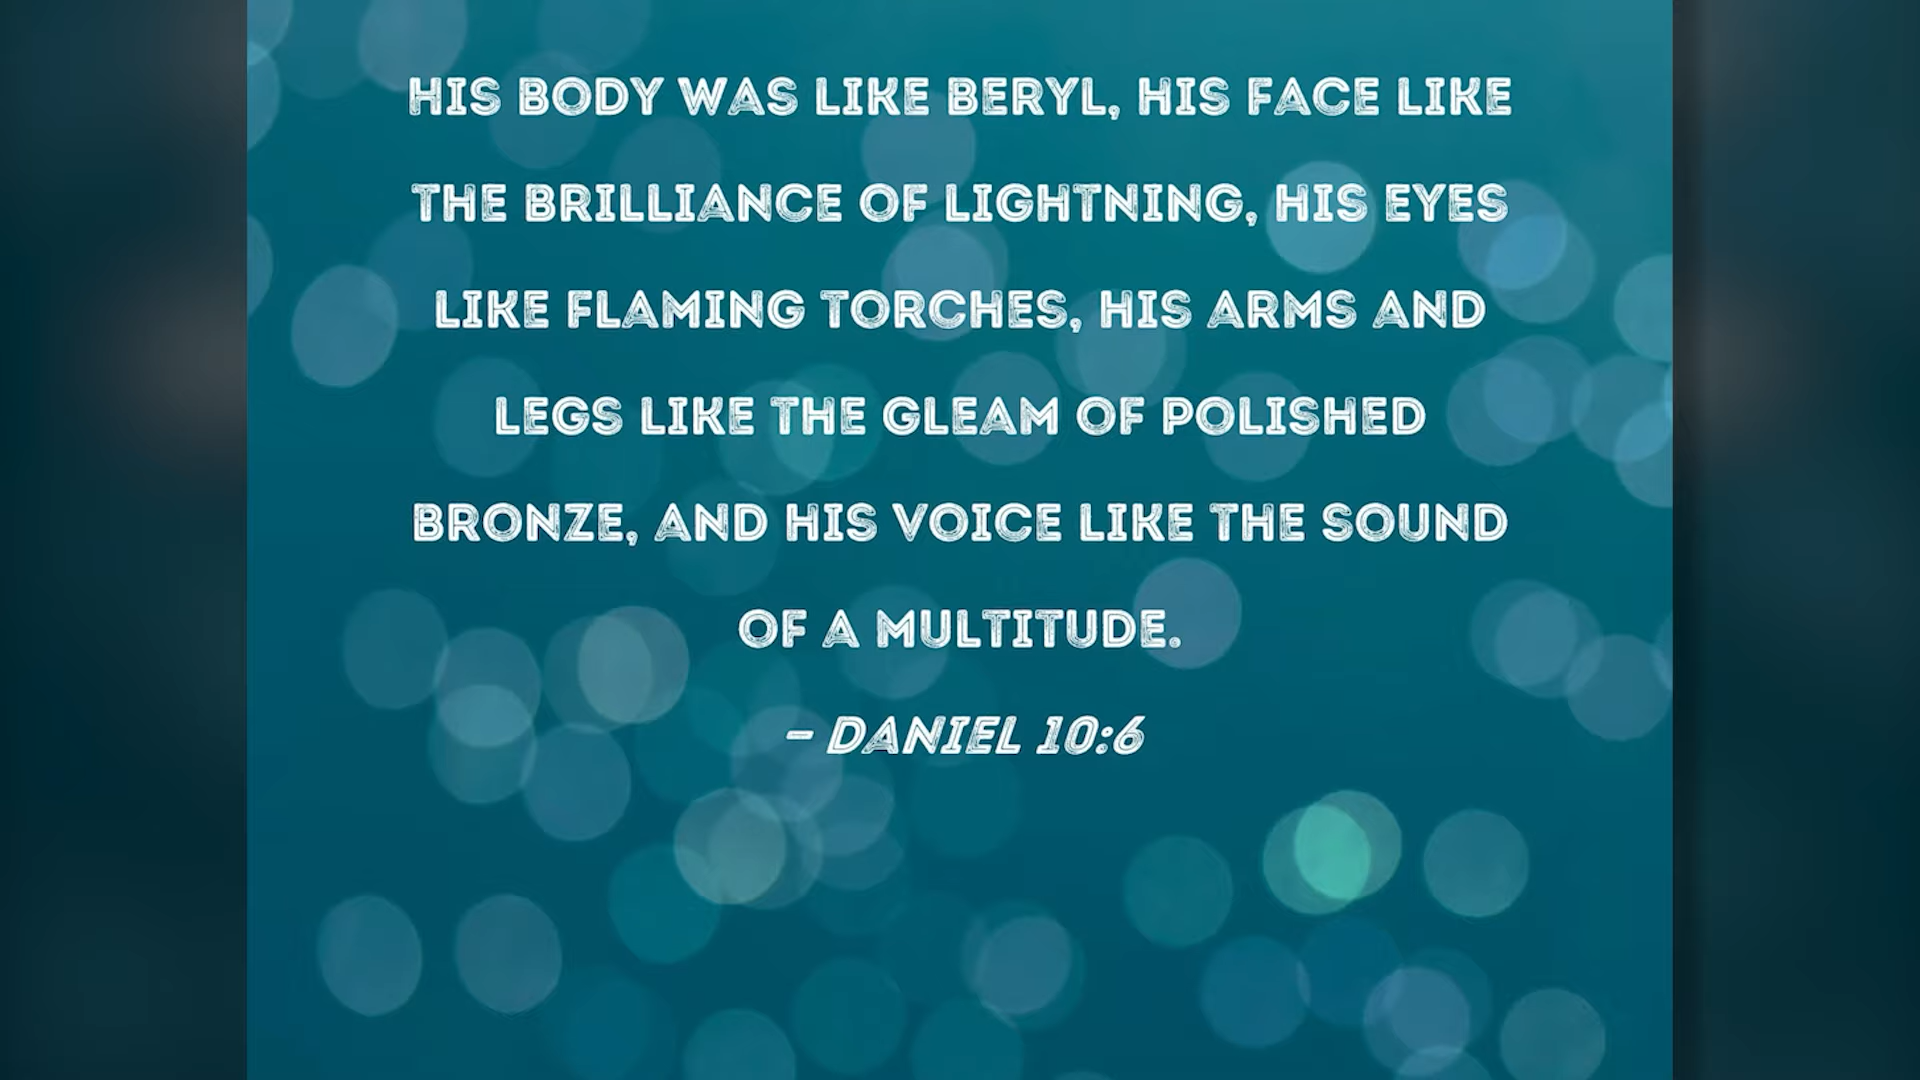 HIS BODY WAS LIKE BERYL, HIS FACE LIKE
THE BRILLIANCE OF LIGHTNING, HIS EYES
LIKE FLAMING TORCHES, HIS ARMS AND
LEGS LIKE THE GLEAM OF POLISHED
BRONZE, AND HIS VOICE LIKE THE SOUND
OF A MULTITUDE.
– DANIEL 10:6